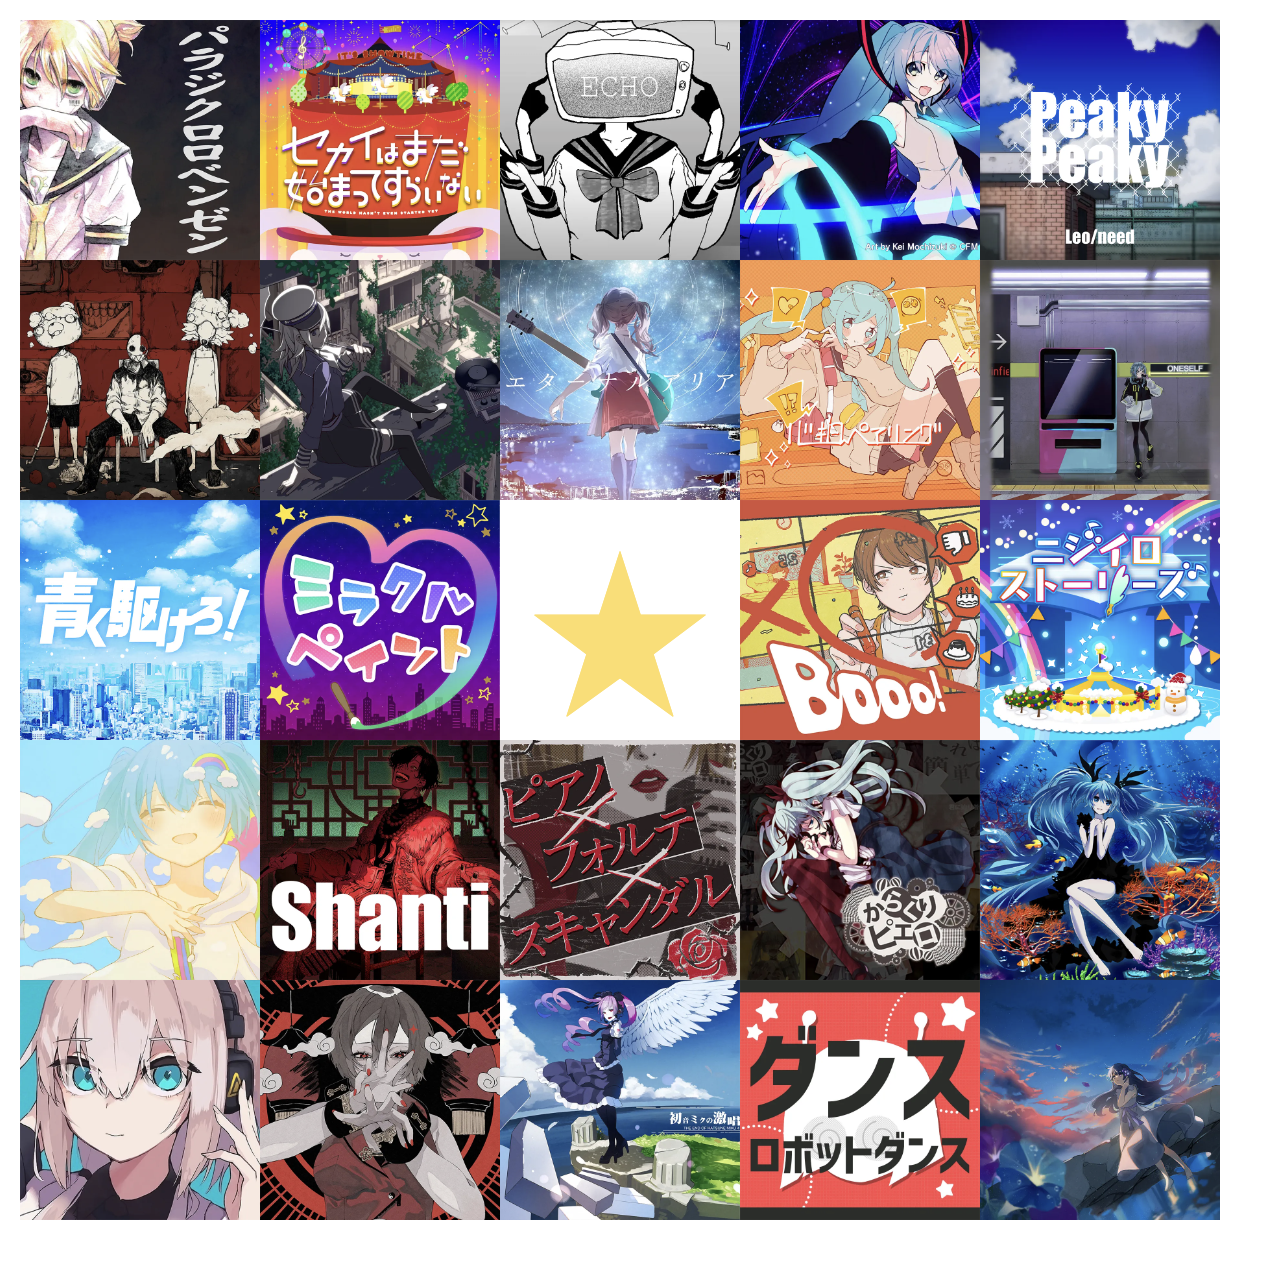 パラジクロロベンゼン
IT'S SHOWTIME
セカイはまだ
始まってすらいない
THE WORLD HASN'T EVEN STARTED YET
ECHO
Art by Kei Mochizuki © CFM
Peaky
Peaky
Leo/need
エターナルアリア
ONESELF
青く駆けろ!
ミラクル
ペイント
Booo!
ニジイロ
ストーリーズ
Shanti
ピアノ
×
フォルテ
×
スキャンダル
からくり
ピエロ
初音ミクの激唱
ダンス
ロボットダンス